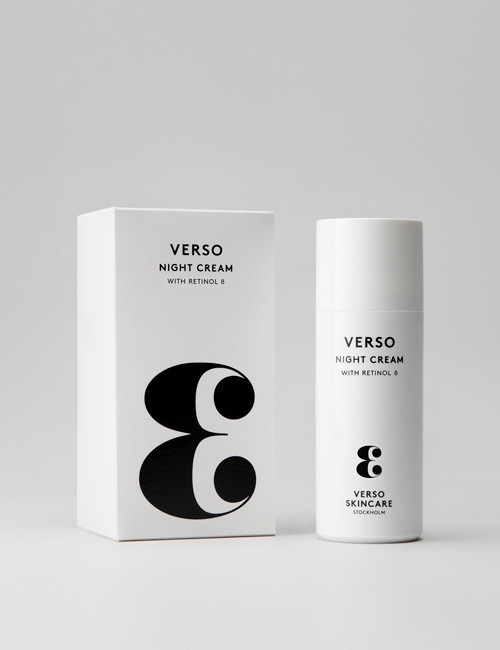 VERSO
NIGHT CREAM
WITH RETINOL 8
VERSO
NIGHT CREAM
WITH RETINOL 8
VERSO
SKINCARE
STOCKHOLM